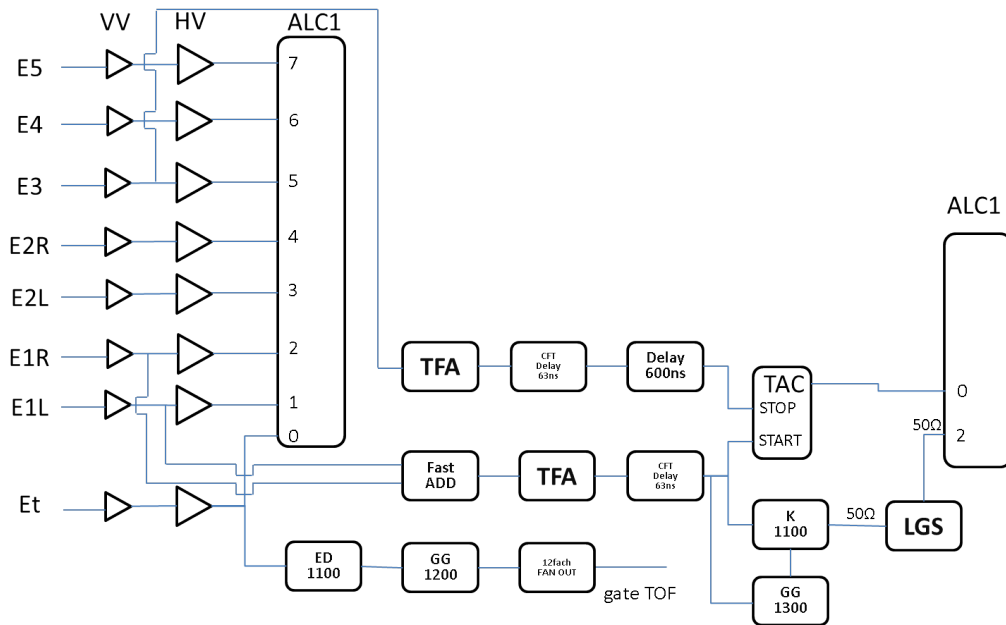 VV
HV
ALC1
E5
7
E4
6
E3
5
E2R
4
E2L
3
E1R
2
E1L
1
0
Et
TFA
CFT
Delay
63ns
Delay
600ns
TAC
STOP
START
ALC1
0
50Ω
2
Fast
ADD
TFA
CFT
Delay
63ns
K
1100
50Ω
LGS
ED
1100
GG
1200
12fach
FAN OUT
gate TOF
GG
1300